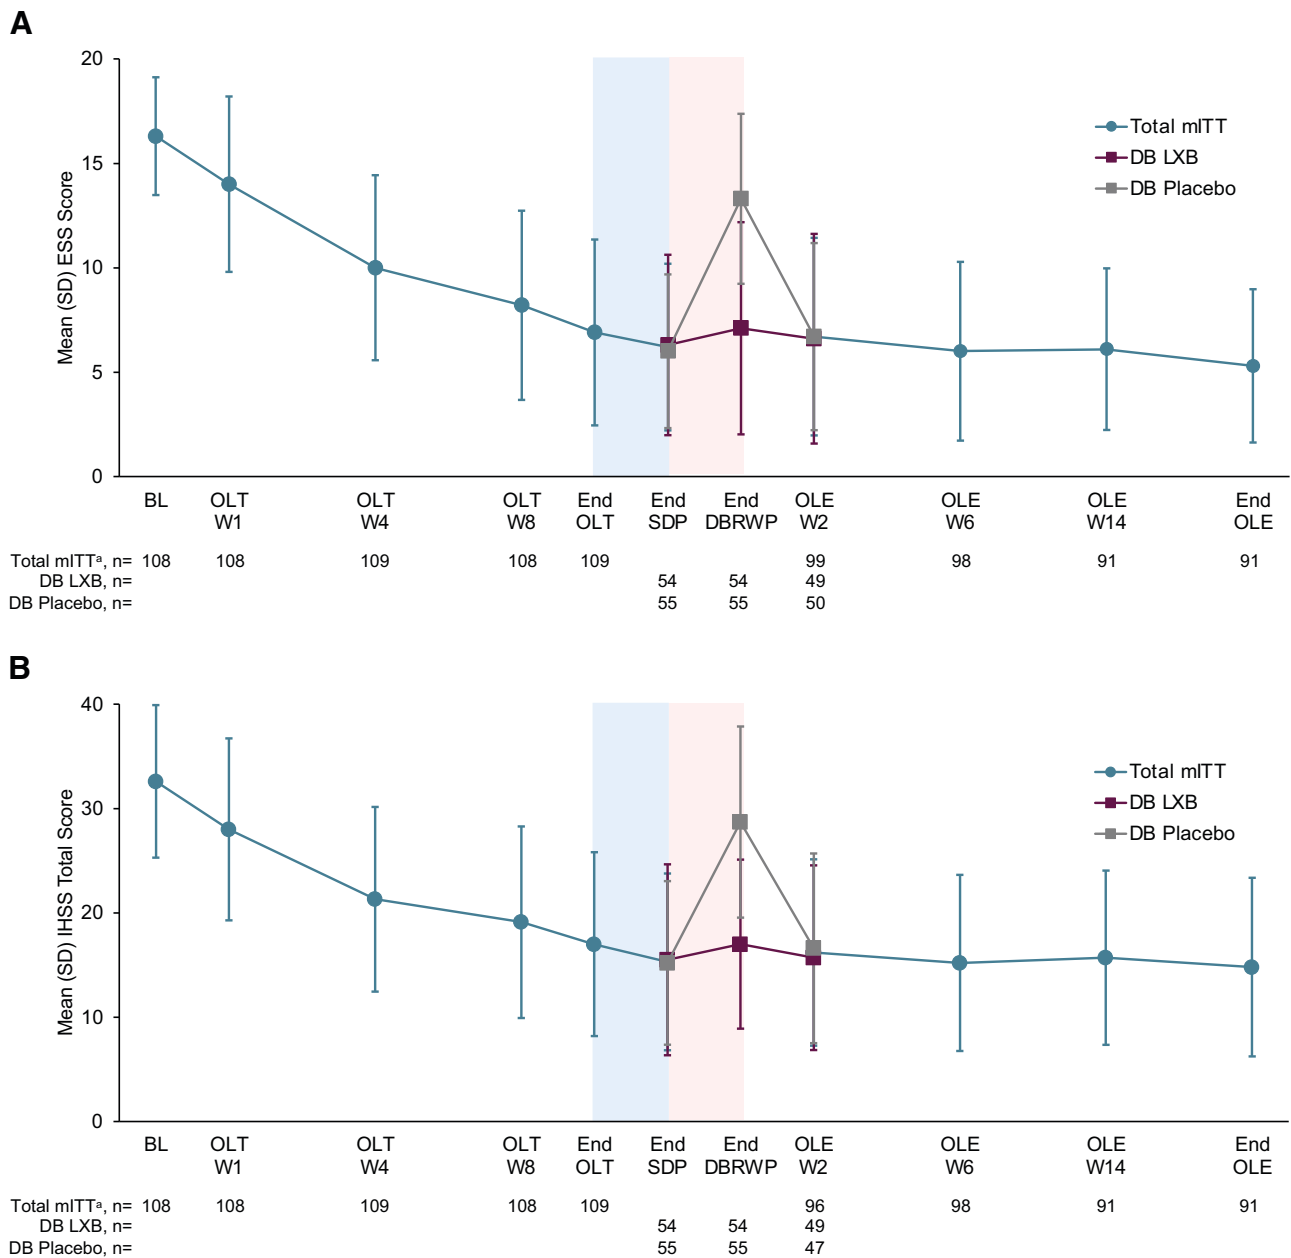 A
Mean (SD) ESS Score
20
15
10
5
0
Total mITT
DB LXB
DB Placebo
BL OLT OLT OLT End End End OLE OLE OLE End
W1 W4 W8 OLT SDP DBRWP W2 W6 W14 OLE
Total mITTᵃ, n= 108 108 109 108 109 99 98 91 91
DB LXB, n= 54 54 49
DB Placebo, n= 55 55 50
B
Mean (SD) IHSS Total Score
40
30
20
10
0
Total mITT
DB LXB
DB Placebo
BL OLT OLT OLT End End End OLE OLE OLE End
W1 W4 W8 OLT SDP DBRWP W2 W6 W14 OLE
Total mITTᵃ, n= 108 108 109 108 109 96 98 91 91
DB LXB, n= 54 54 49
DB Placebo, n= 55 55 47